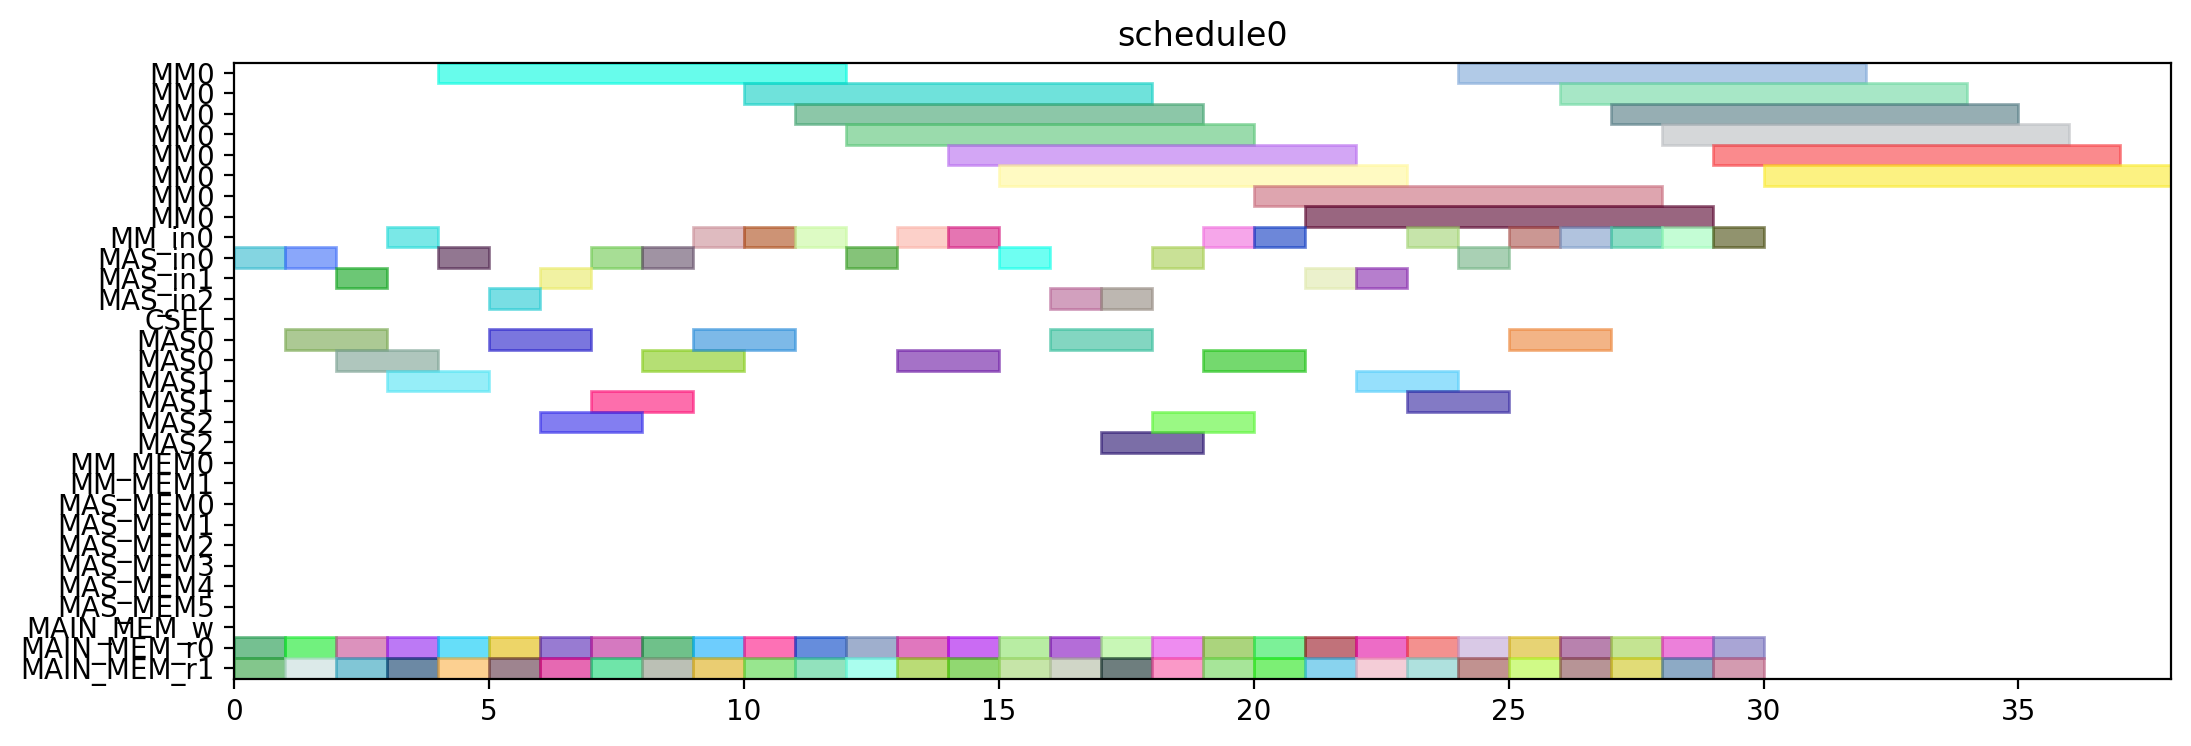 schedule0
MM0
MM0
MM0
MM0
MM0
MM0
MM0
MM0
MM_in0
MAS_in0
MAS_in1
MAS_in2
CSEL
MAS0
MAS0
MAS1
MAS1
MAS2
MAS2
MM_MEM0
MM_MEM1
MAS_MEM0
MAS_MEM1
MAS_MEM2
MAS_MEM3
MAS_MEM4
MAS_MEM5
MAIN_MEM_w
MAIN_MEM_r0
MAIN_MEM_r1
0 5 10 15 20 25 30 35